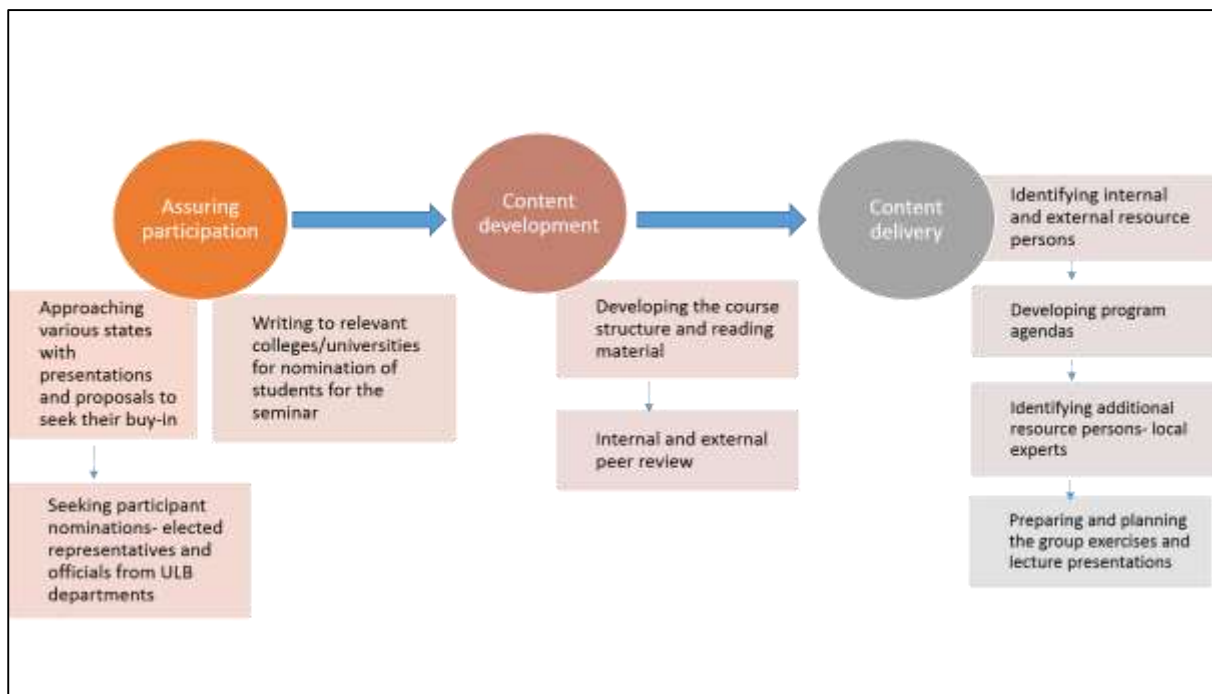 Assuring
participation
Approaching
various states
with
presentations
and proposals to
seek their buy-in
Writing to relevant
colleges/universities
for nomination of
students for the
seminar
Seeking participant
nominations- elected
representatives and
officials from ULB
departments
Content
development
Developing the course
structure and reading
material
Internal and external
peer review
Content
delivery
Identifying internal
and external resource
persons
Developing program
agendas
Identifying additional
resource persons- local
experts
Preparing and planning
the group exercises and
lecture presentations